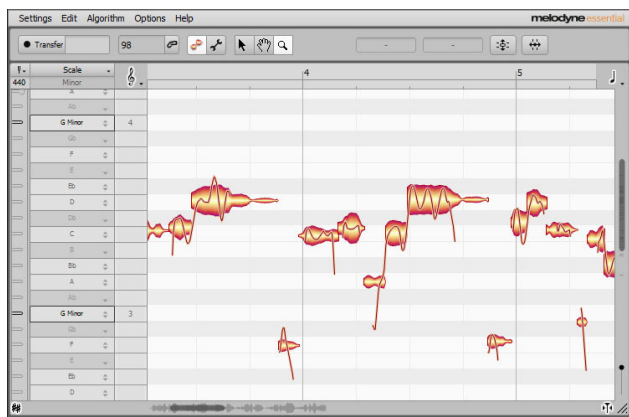 Settings Edit Algorithm Options Help melodyne essential
Transfer 98 - -
Scale 4 5
440 Minor
A
Ab
G Minor 4
Gb
F
E
Eb
D
Db
C
B
Bb
A
Ab
G Minor 3
Gb
F
E
Eb
D